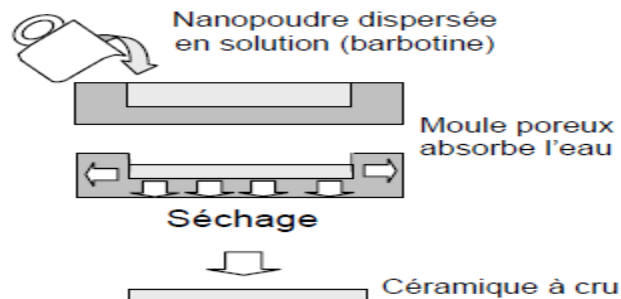 Nanopoudre dispersée
en solution (barbotine)
Moule poreux
absorbe l'eau
Séchage
Céramique à cru